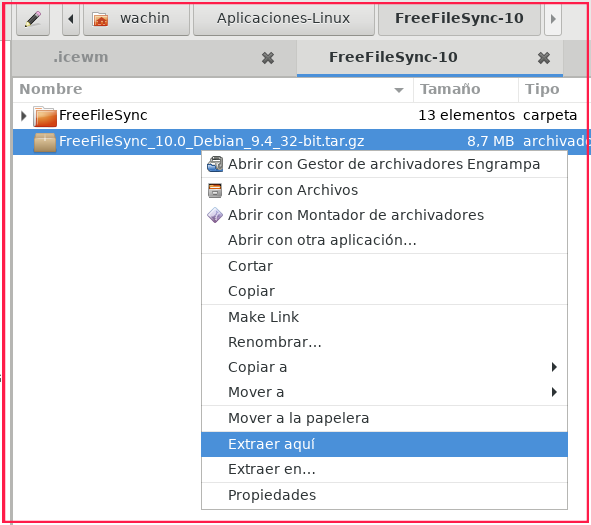 wachin Aplicaciones-Linux FreeFileSync-10
.icewm FreeFileSync-10
Nombre Tamaño Tipo
FreeFileSync 13 elementos carpeta
FreeFileSync_10.0_Debian_9.4_32-bit.tar.gz 8,7 MB archivado
Abrir con Gestor de archivadores Engrampa
Abrir con Archivos
Abrir con Montador de archivadores
Abrir con otra aplicación...
Cortar
Copiar
Make Link
Renombrar...
Copiar a
Mover a
Mover a la papelera
Extraer aquí
Extraer en...
Propiedades